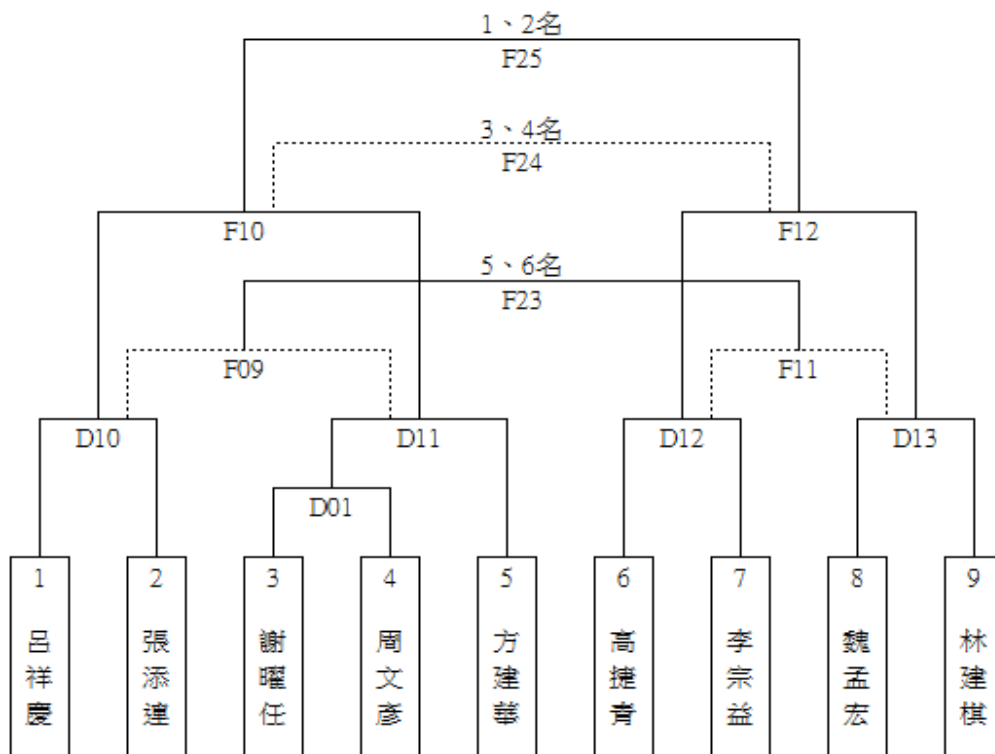 1、2名
F25
3、4名
F24
F10 F12
5、6名
F23
F09 F11
D10 D11 D12 D13
D01
1 2 3 4 5 6 7 8 9
呂祥慶
張添連
謝曜任
周文彥
方建華
高捷青
李宗益
魏孟宏
林建棋